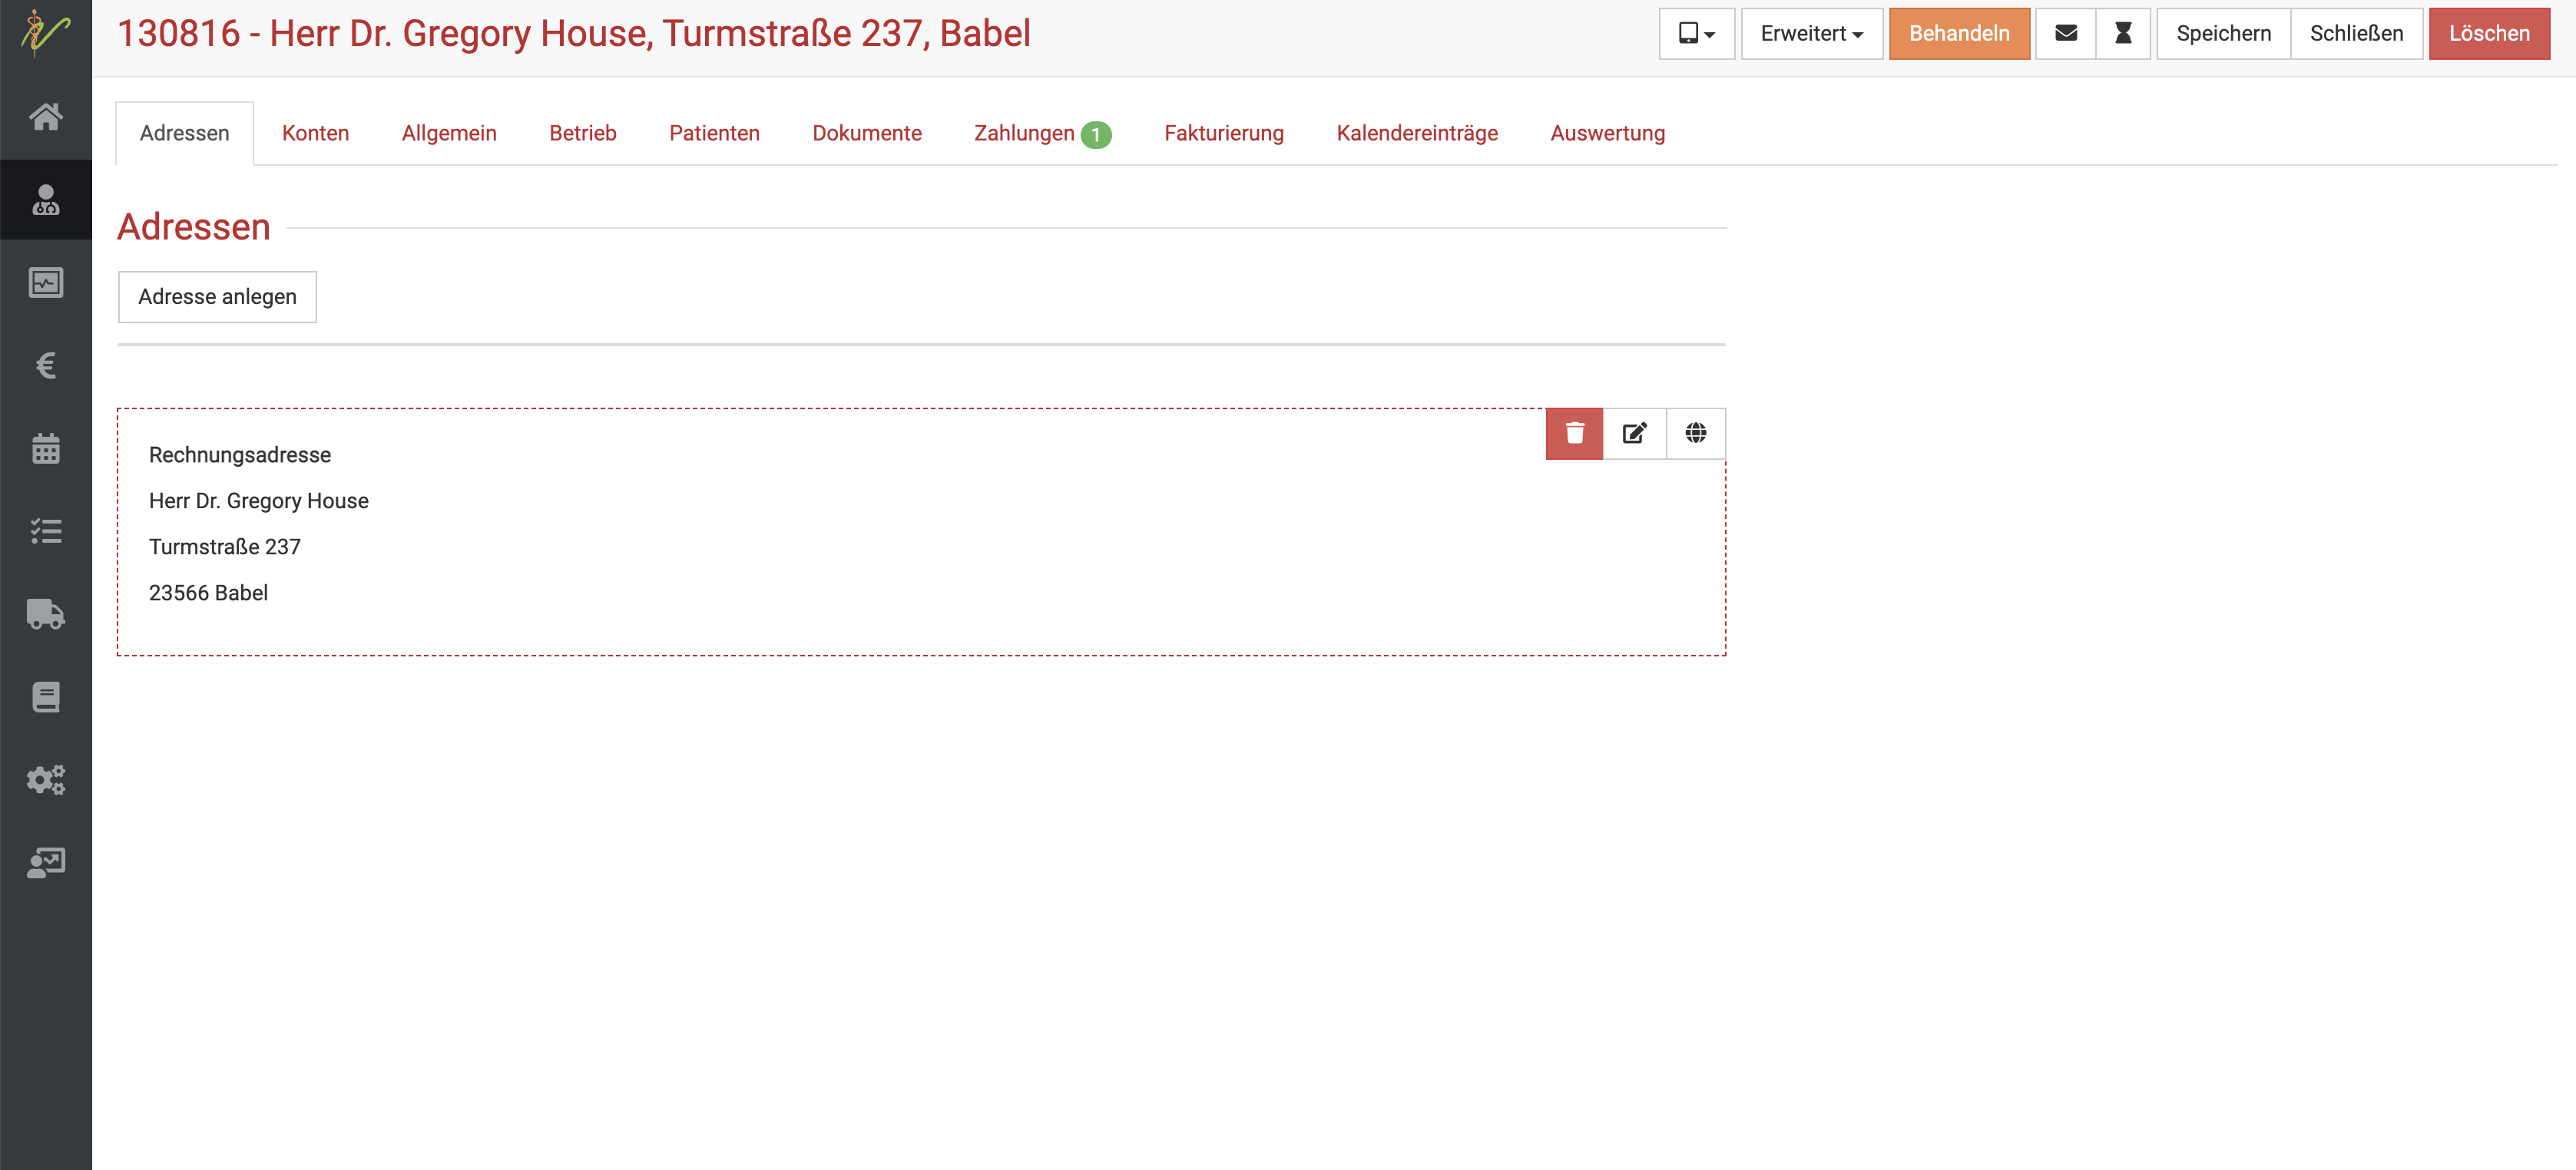 130816 - Herr Dr. Gregory House, Turmstraße 237, Babel
Erweitert
Behandeln
Speichern
Schließen
Löschen
Adressen
Konten
Allgemein
Betrieb
Patienten
Dokumente
Zahlungen 1
Fakturierung
Kalendereinträge
Auswertung
Adressen
Adresse anlegen
Rechnungsadresse
Herr Dr. Gregory House
Turmstraße 237
23566 Babel